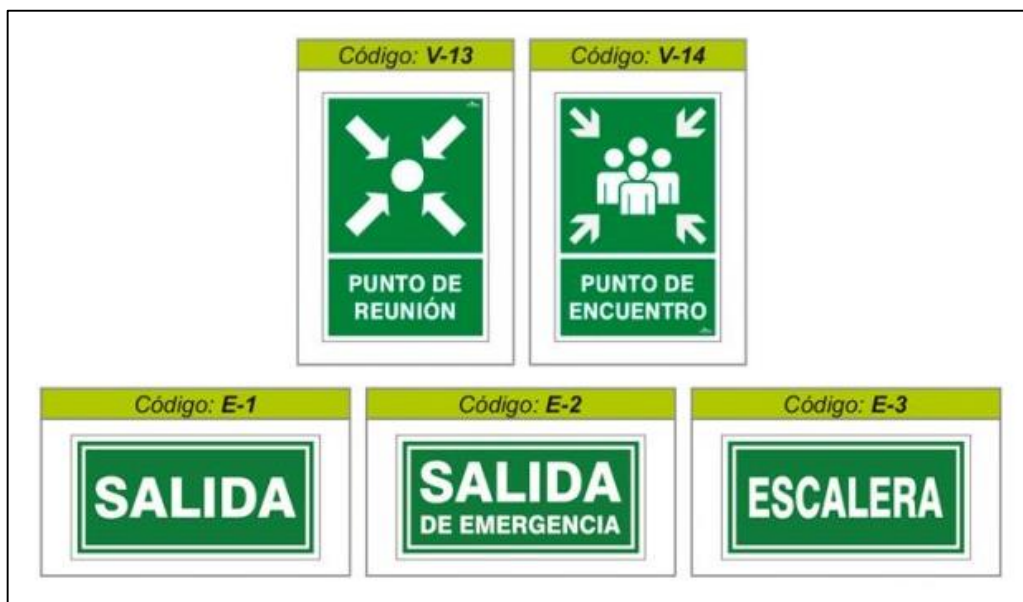 Código: V-13
Código: V-14
PUNTO DE
REUNIÓN
PUNTO DE
ENCUENTRO
Código: E-1
Código: E-2
Código: E-3
SALIDA
SALIDA
DE EMERGENCIA
ESCALERA